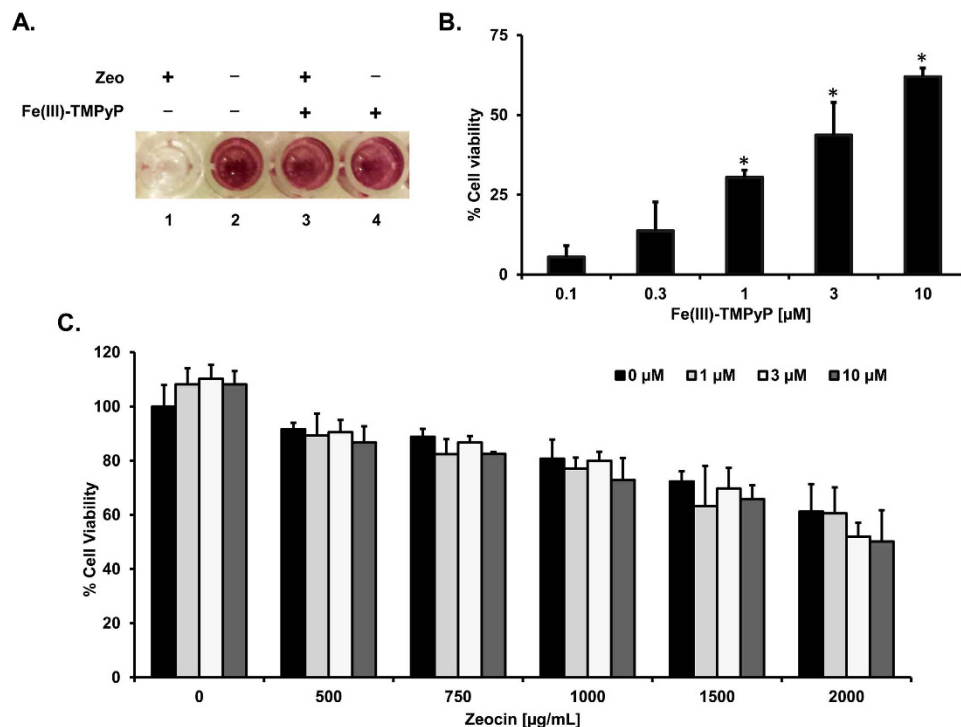 A.
Zeo + – + –
Fe(III)-TMPyP – – + +
1 2 3 4
B.
% Cell viability
75
50
25
0
* * *
0.1 0.3 1 3 10
Fe(III)-TMPyP [µM]
C.
% Cell Viability
120
100
80
60
40
20
0
0 µM 1 µM 3 µM 10 µM
0 500 750 1000 1500 2000
Zeocin [µg/mL]